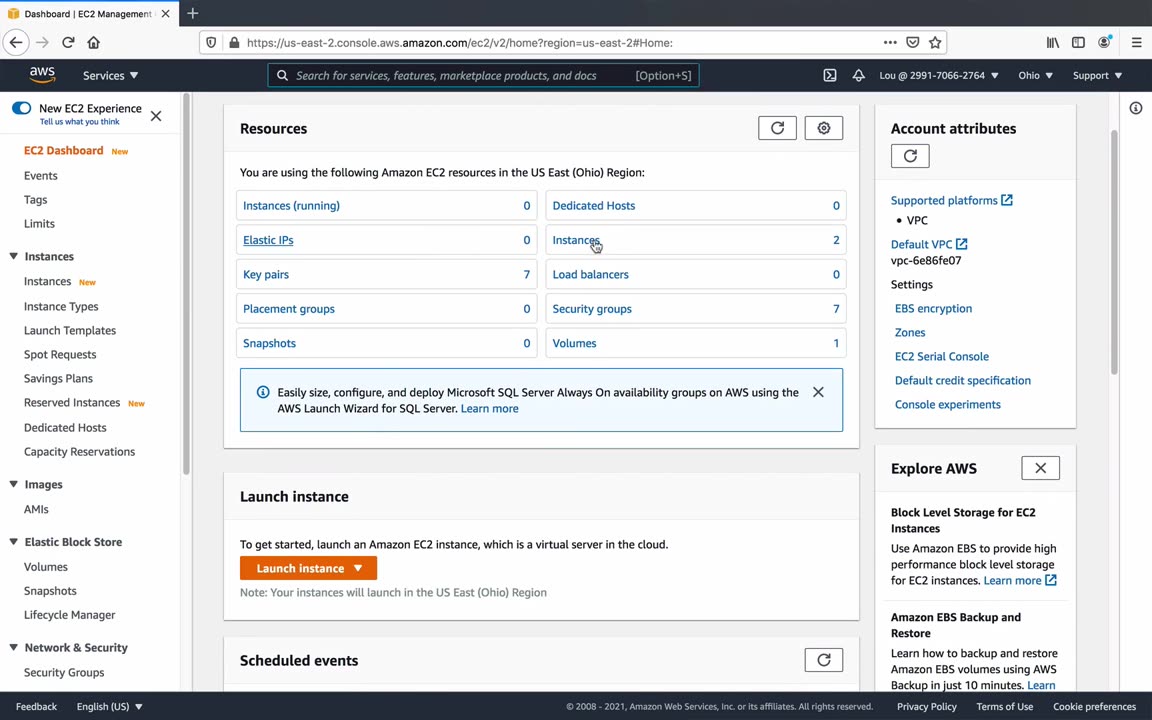 Dashboard | EC2 Management
https://us-east-2.console.aws.amazon.com/ec2/v2/home?region=us-east-2#Home:
aws
Services
Search for services, features, marketplace products, and docs
[Option+S]
Lou @ 2991-7066-2764
Ohio
Support
New EC2 Experience
Tell us what you think
EC2 Dashboard New
Events
Tags
Limits
Instances
Instances New
Instance Types
Launch Templates
Spot Requests
Savings Plans
Reserved Instances New
Dedicated Hosts
Capacity Reservations
Images
AMIs
Elastic Block Store
Volumes
Snapshots
Lifecycle Manager
Network & Security
Security Groups
Resources
You are using the following Amazon EC2 resources in the US East (Ohio) Region:
Instances (running) 0
Dedicated Hosts 0
Elastic IPs 0
Instances 2
Key pairs 7
Load balancers 0
Placement groups 0
Security groups 7
Snapshots 0
Volumes 1
Easily size, configure, and deploy Microsoft SQL Server Always On availability groups on AWS using the
AWS Launch Wizard for SQL Server. Learn more
Launch instance
To get started, launch an Amazon EC2 instance, which is a virtual server in the cloud.
Launch instance
Note: Your instances will launch in the US East (Ohio) Region
Scheduled events
Account attributes
Supported platforms
• VPC
Default VPC
vpc-6e86fe07
Settings
EBS encryption
Zones
EC2 Serial Console
Default credit specification
Console experiments
Explore AWS
Block Level Storage for EC2
Instances
Use Amazon EBS to provide high
performance block level storage
for EC2 instances. Learn more
Amazon EBS Backup and
Restore
Learn how to backup and restore
Amazon EBS volumes using AWS
Backup in just 10 minutes. Learn
Feedback
English (US)
© 2008 - 2021, Amazon Web Services, Inc. or its affiliates. All rights reserved.
Privacy Policy
Terms of Use
Cookie preferences